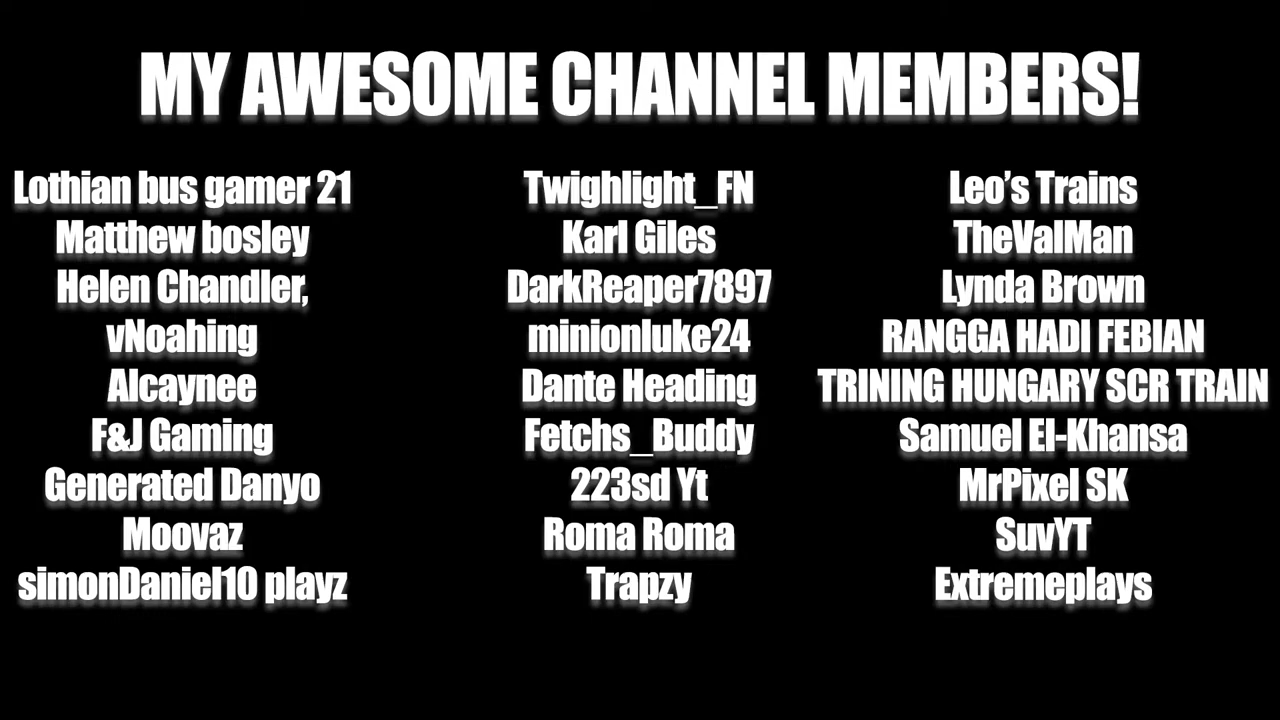 MY AWESOME CHANNEL MEMBERS!
Lothian bus gamer 21
Matthew bosley
Helen Chandler,
vNoahing
Alcaynee
F&J Gaming
Generated Danyo
Moovaz
simonDaniel10 playz
Twighlight_FN
Karl Giles
DarkReaper7897
minionluke24
Dante Heading
Fetchs_Buddy
223sd Yt
Roma Roma
Trapzy
Leo’s Trains
TheValMan
Lynda Brown
RANGGA HADI FEBIAN
TRINING HUNGARY SCR TRAIN
Samuel El-Khansa
MrPixel SK
SuvYT
Extremeplays